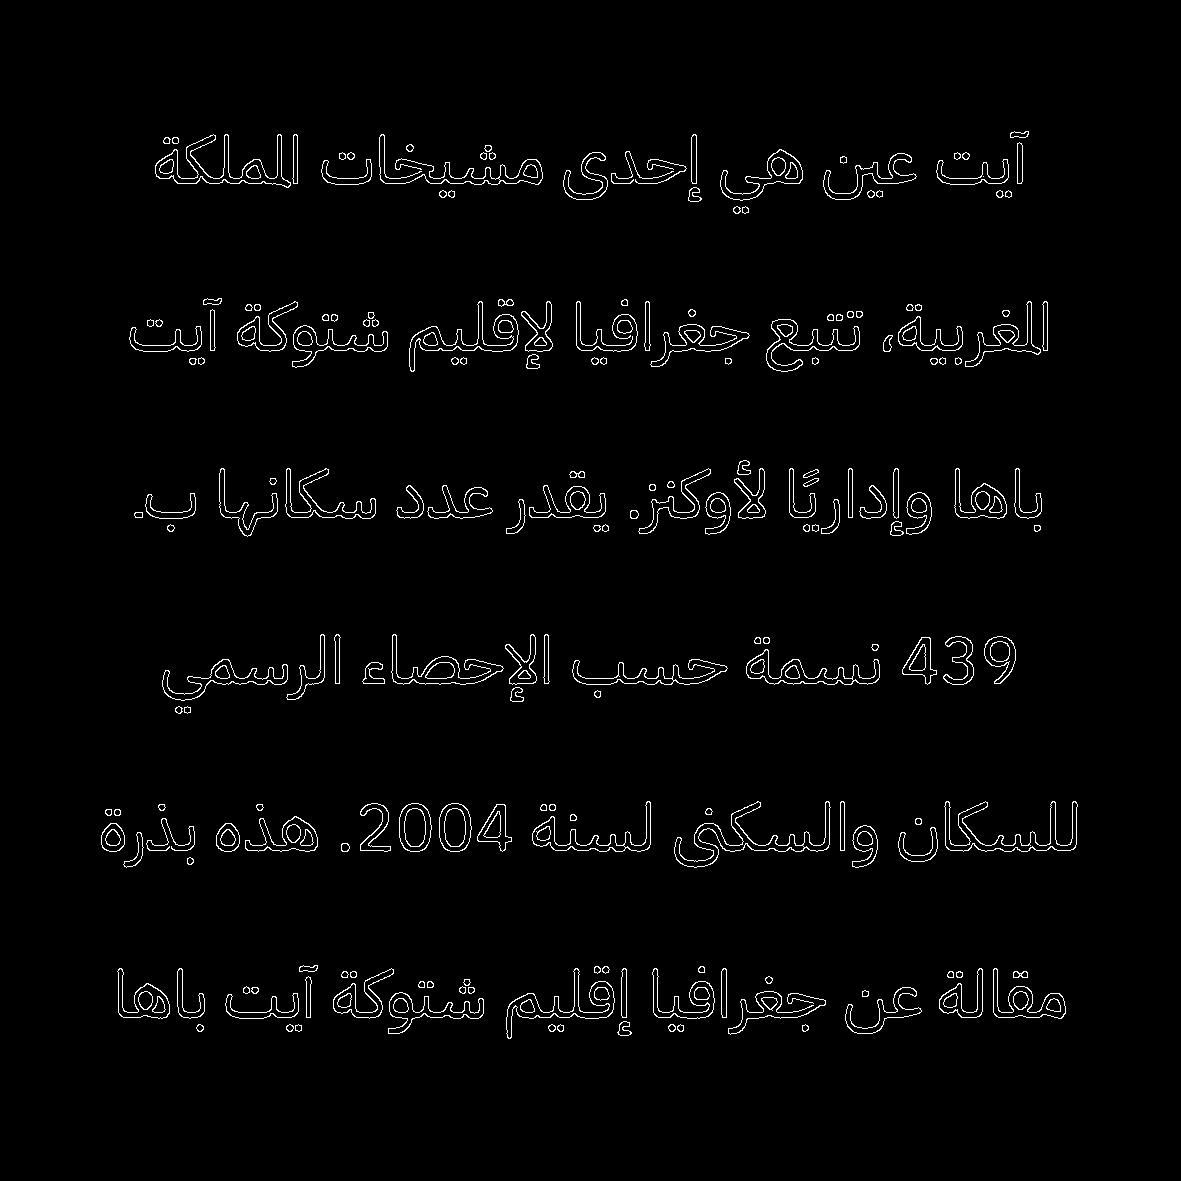 آيت عين هي إحدى مشيخات المملكة
المغربية، تتبع جغرافيا لإقليم شتوكة آيت
باها وإداريًا لأوكنز. يقدر عدد سكانها ب۔
439 نسمة حسب الإحصاء الرسمي
للسكان والسكنى لسنة 2004. هذه بذرة
مقالة عن جغرافيا إقليم شتوكة آيت باها